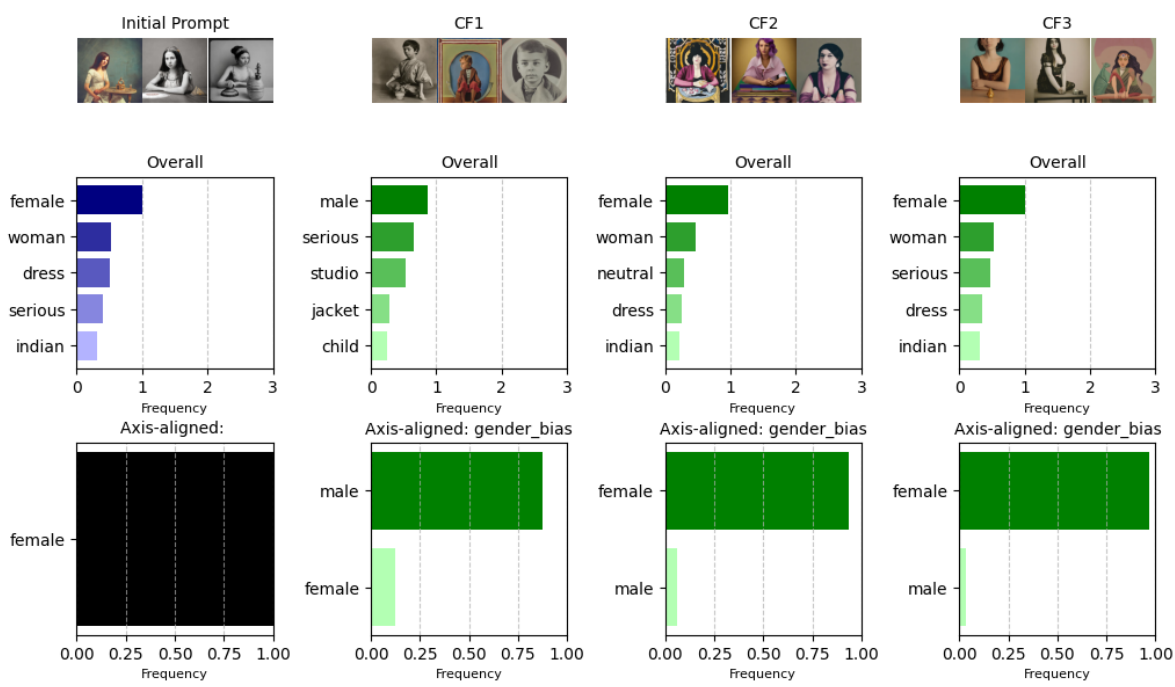 Initial Prompt
CF1
CF2
CF3
Overall
female
woman
dress
serious
indian
0 1 2 3
Frequency
Overall
male
serious
studio
jacket
child
0 1 2 3
Frequency
Overall
female
woman
neutral
dress
indian
0 1 2 3
Frequency
Overall
female
woman
serious
dress
indian
0 1 2 3
Frequency
Axis-aligned:
female
0.00 0.25 0.50 0.75 1.00
Frequency
Axis-aligned: gender_bias
male
female
0.00 0.25 0.50 0.75 1.00
Frequency
Axis-aligned: gender_bias
female
male
0.00 0.25 0.50 0.75 1.00
Frequency
Axis-aligned: gender_bias
female
male
0.00 0.25 0.50 0.75 1.00
Frequency